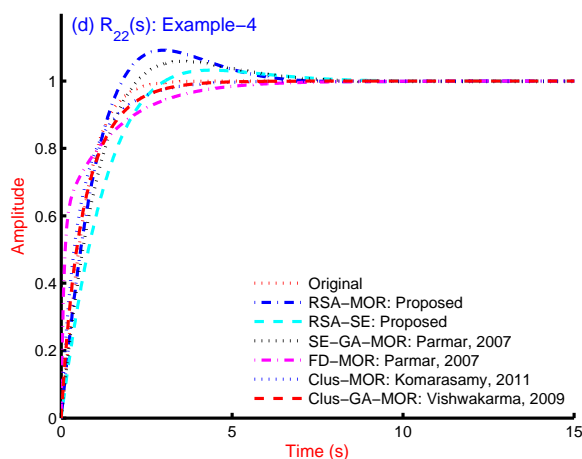 (d) R22(s): Example−4
1
0.8
0.6
0.4
0.2
0
Amplitude
Original
RSA−MOR: Proposed
RSA−SE: Proposed
SE−GA−MOR: Parmar, 2007
FD−MOR: Parmar, 2007
Clus−MOR: Komarasamy, 2011
Clus−GA−MOR: Vishwakarma, 2009
0 5 10 15
Time (s)